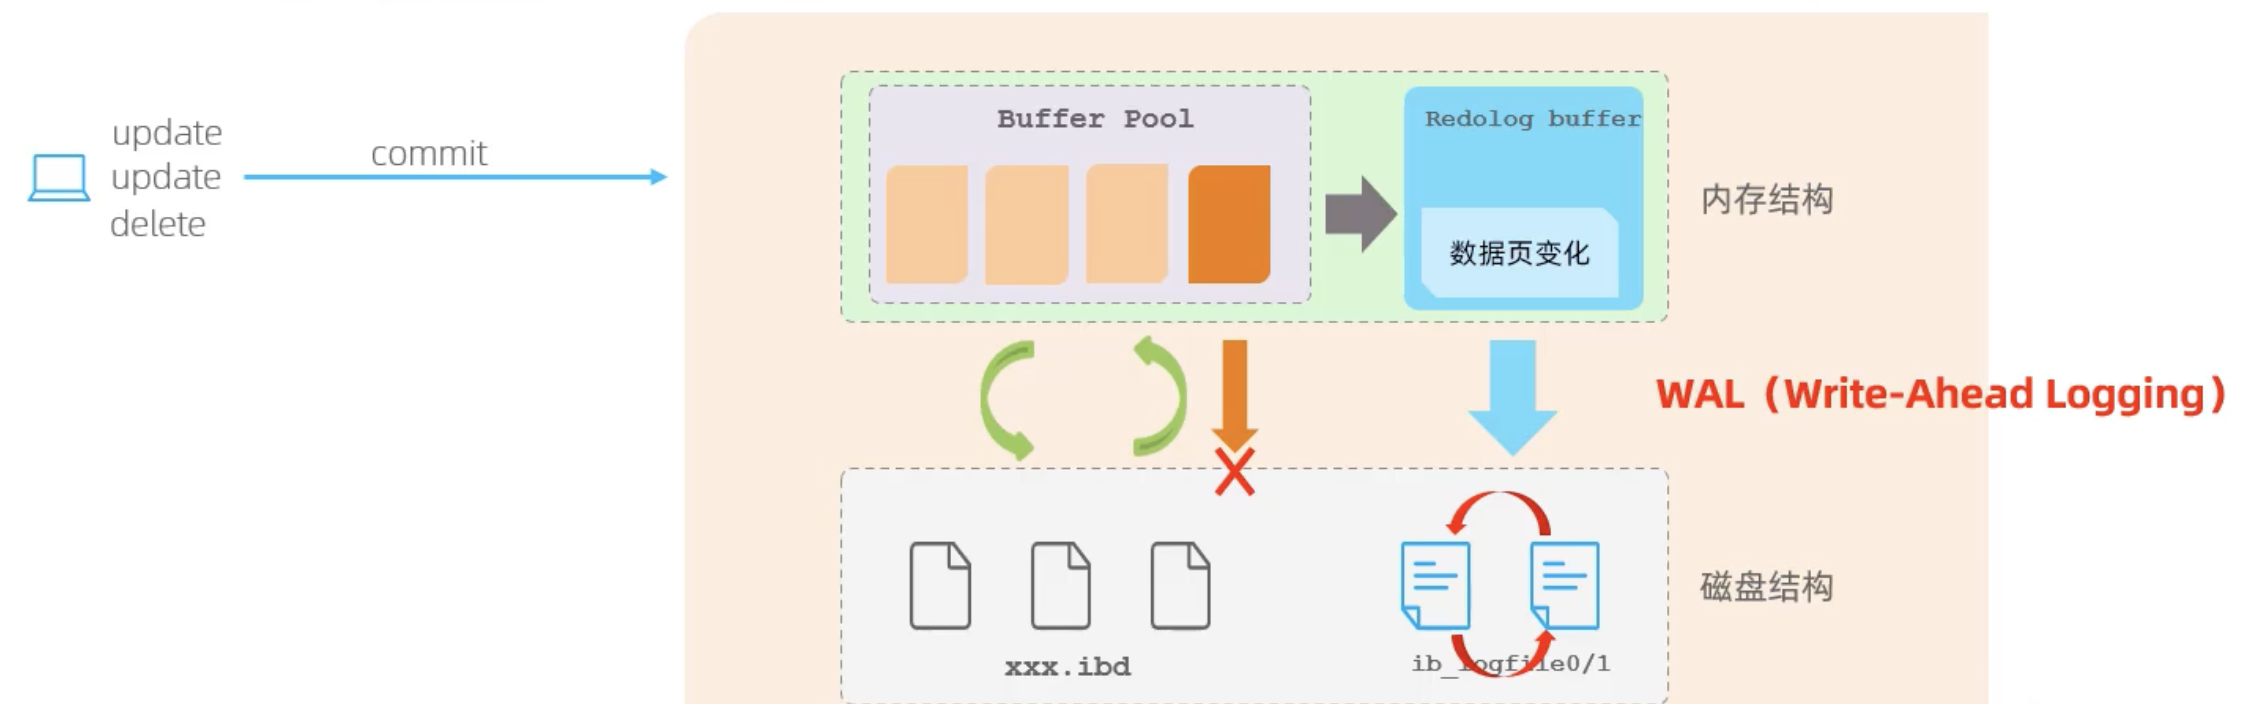 update
update
delete
commit
Buffer Pool
Redolog buffer
数据页变化
内存结构
WAL（Write-Ahead Logging）
xxx.ibd
ib_logfile0/1
磁盘结构